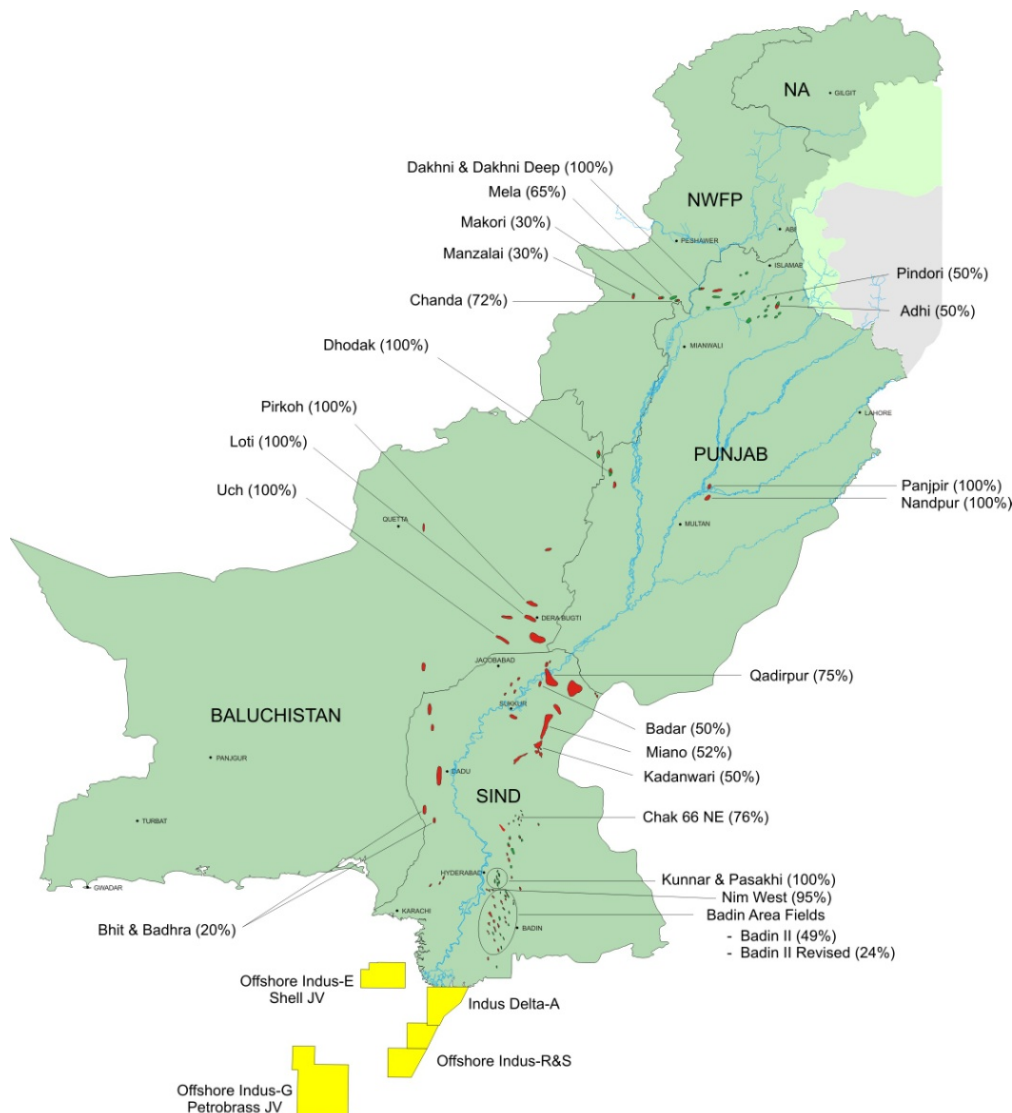 NA
GILGIT
Dakhni & Dakhni Deep (100%)
Mela (65%)
NWFP
Makori (30%)
ABI
PESHAWER
Manzalai (30%)
ISLAMAE
Pindori (50%)
Chanda (72%)
Adhi (50%)
Dhodak (100%)
MIANWALI
Pirkoh (100%)
LAHORE
Loti (100%)
PUNJAB
Uch (100%)
Panjpir (100%)
Nandpur (100%)
QUETTA
MULTAN
DERA BUGTI
JACOBABAD
Qadirpur (75%)
SUKKUR
BALUCHISTAN
Badar (50%)
Miano (52%)
PANJGUR
Kadanwari (50%)
DADU
SIND
TURBAT
Chak 66 NE (76%)
HYDERABAD
Kunnar & Pasakhi (100%)
GWADAR
Nim West (95%)
KARACHI
Badin Area Fields
Bhit & Badhra (20%)
BADIN
- Badin II (49%)
- Badin II Revised (24%)
Offshore Indus-E
Shell JV
Indus Delta-A
Offshore Indus-R&S
Offshore Indus-G
Petrobrass JV